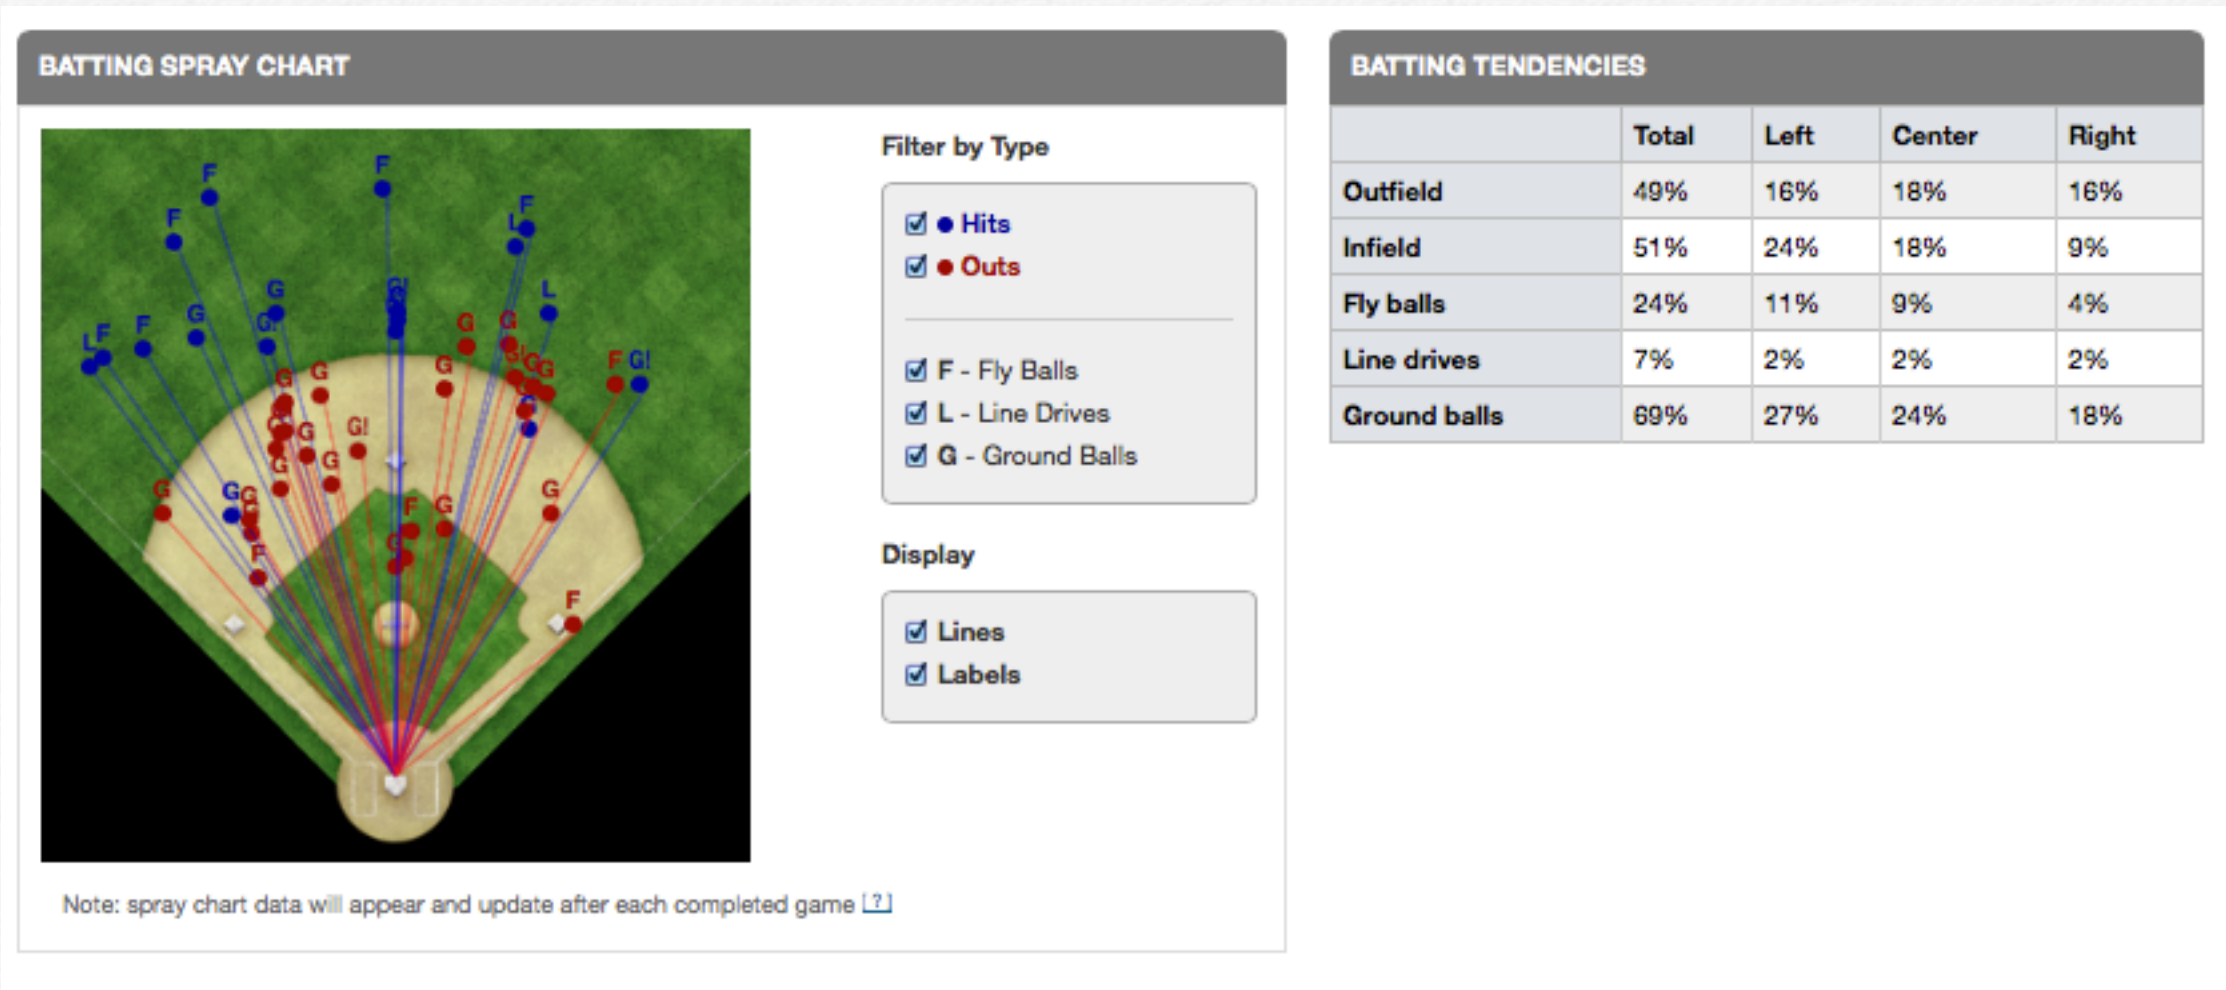 BATTING SPRAY CHART
F
F
F
F
L
G
G
G!
L
G
G!
F
F
L
G
G
G!
G
G
F
G!
G
G
G
G
G
G!
G
G
G
G
G
G
F
G
G
G
F
F
Note: spray chart data will appear and update after each completed game [?]
Filter by Type
Hits
Outs
F - Fly Balls
L - Line Drives
G - Ground Balls
Display
Lines
Labels
BATTING TENDENCIES
Total Left Center Right
Outfield 49% 16% 18% 16%
Infield 51% 24% 18% 9%
Fly balls 24% 11% 9% 4%
Line drives 7% 2% 2% 2%
Ground balls 69% 27% 24% 18%